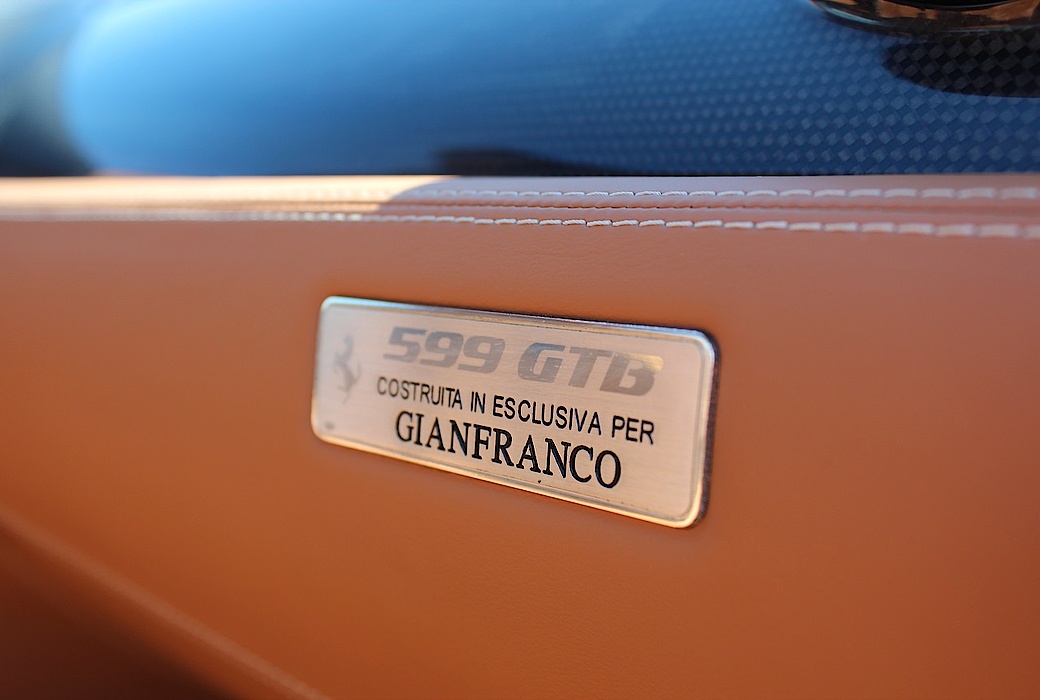 599 GTB
COSTRUITA IN ESCLUSIVA PER
GIANFRANCO